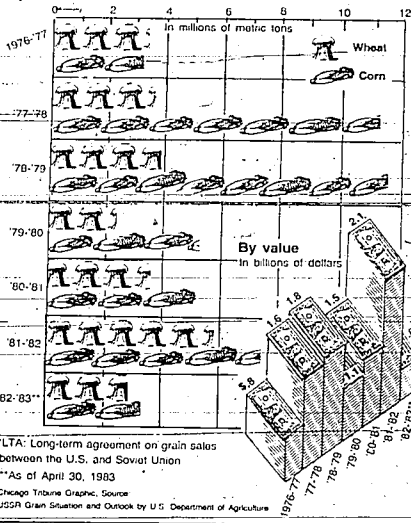 0 2 4 6 8 10 12
In millions of metric tons
1976-'77
Wheat
Corn
'77-'78
'78-'79
'79-'80
'80-'81
'81-'82
'82-'83**
By value
In billions of dollars
$.8
1.6
1.8
1.1
1.5
2.1
1976-'77
'77-'78
'78-'79
'79-'80
'80-'81
'81-'82
'82-'83**
LTA: Long-term agreement on grain sales
between the U.S. and Soviet Union
**As of April 30, 1983
Chicago Tribune Graphic, Source
USSR Grain Situation and Outlook by U.S. Department of Agriculture